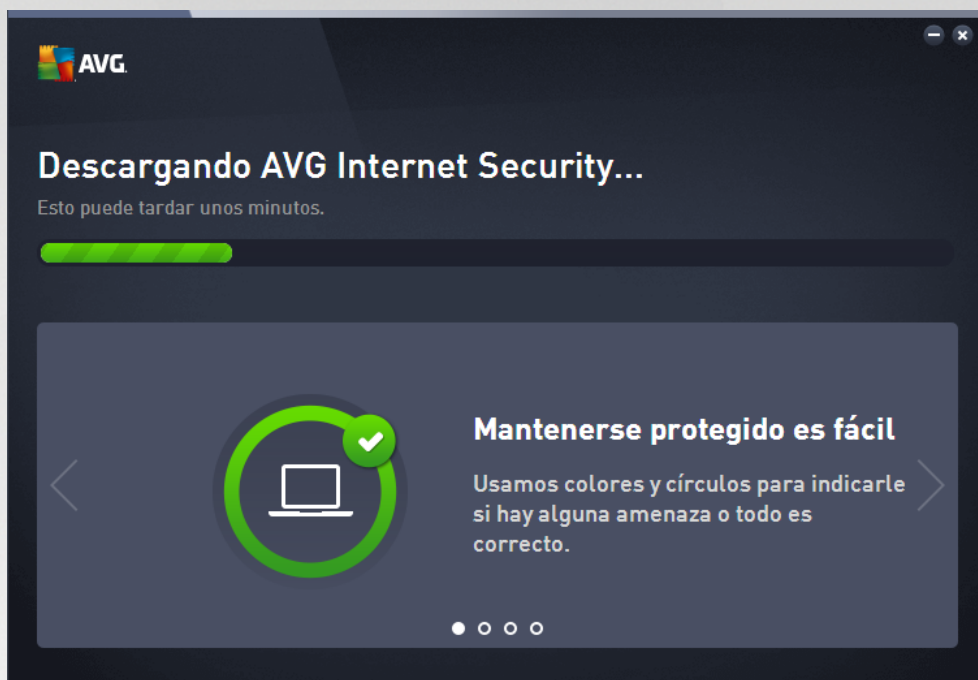 AVG.
Descargando AVG Internet Security...
Esto puede tardar unos minutos.
Mantenerse protegido es fácil
Usamos colores y círculos para indicarle
si hay alguna amenaza o todo es
correcto.